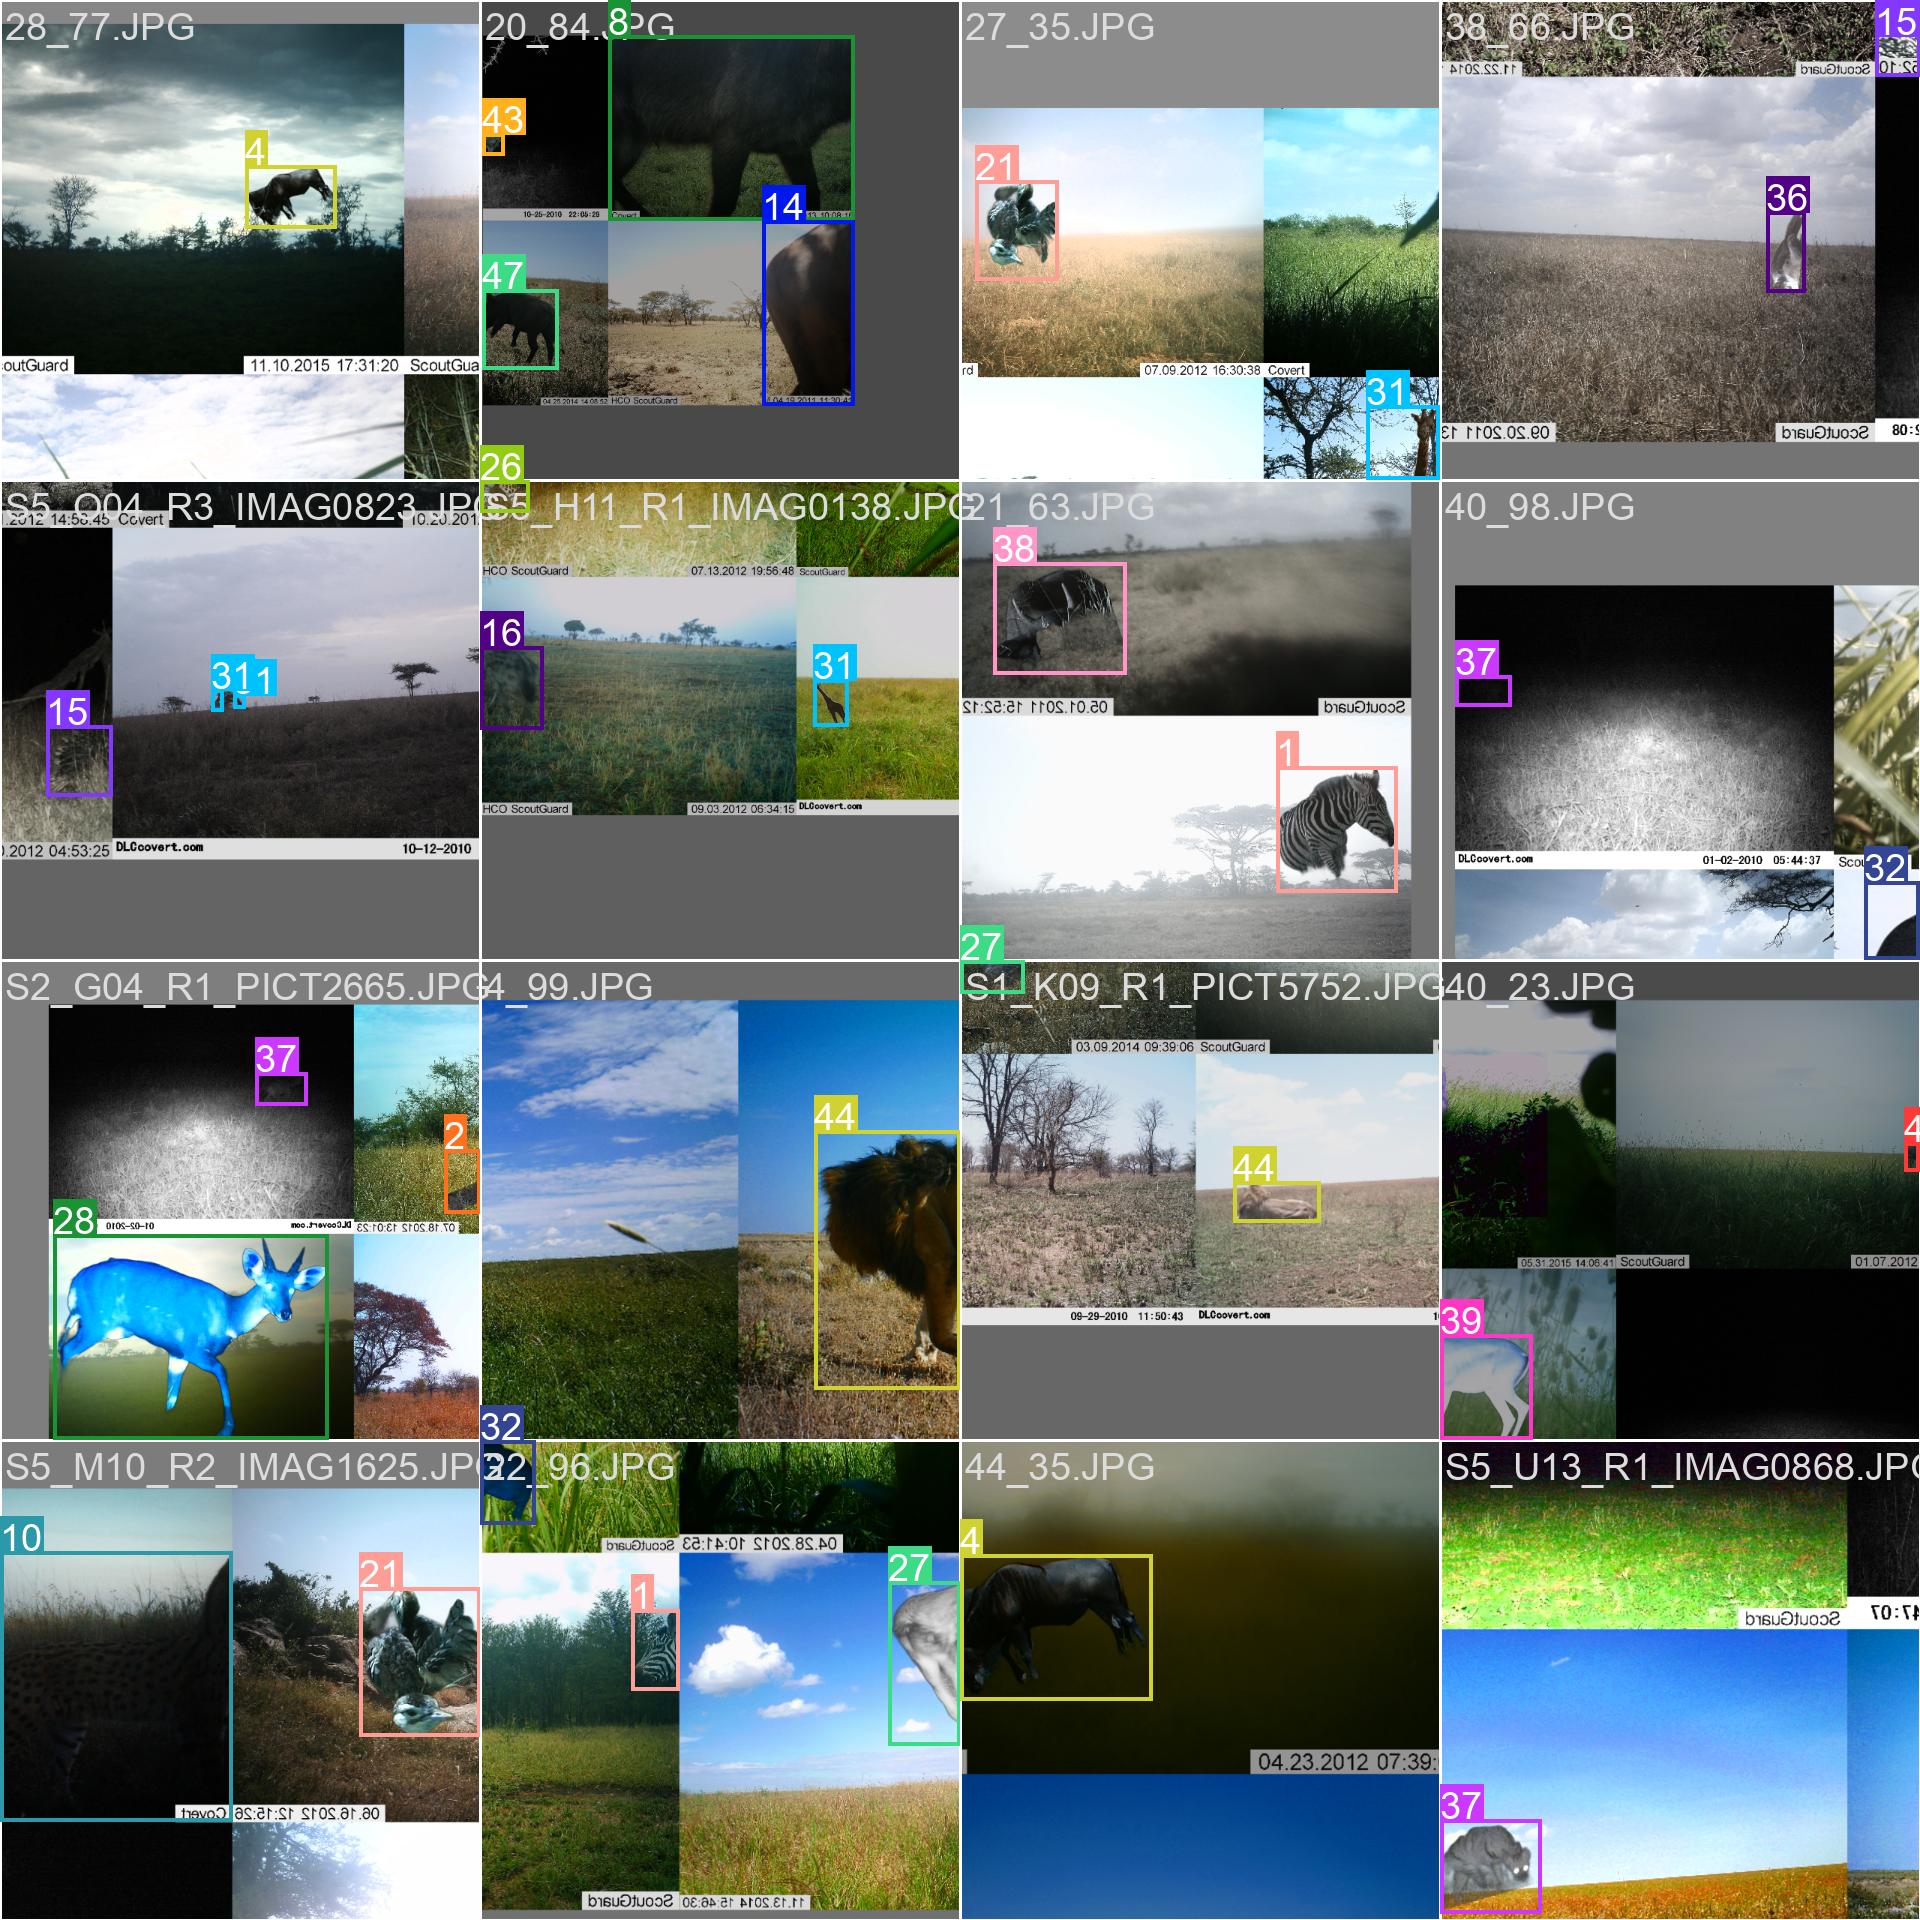 28_77.JPG
4
outGuard
11.10.2015 17:31:20
ScoutGua
20_84.JPG
8
43
10-25-2010 22:05:26
Covert
14
47
04.25.2014 14:08:52
HCO ScoutGuard
26
27_35.JPG
21
rd
07.09.2012 16:30:38
Covert
31
38_66.JPG
15
11.22.2014
ScoutGuard
36
09.20.2011 13
ScoutGuard
S5_O04_R3_IMAG0823.JPG
.2012 14:53:45
Covert
31
1
15
.2012 04:53:25
DLCcovert.com
10-12-2010
S5_H11_R1_IMAG0138.JPG
HCO ScoutGuard
07.13.2012 19:56:48
ScoutGuard
16
31
HCO ScoutGuard
09.03.2012 06:34:15
DLCcovert.com
21_63.JPG
38
05.01.2011 15:52:12
ScoutGuard
1
27
40_98.JPG
37
DLCcovert.com
01-02-2010 05:44:37
Scou
32
S2_G04_R1_PICT2665.JPG
37
2
28
01-02-2010
DLCcovert.com
07.18.2012 13:01:23
4_99.JPG
44
32
S1_K09_R1_PICT5752.JPG
03.09.2014 09:39:06
ScoutGuard
44
09-29-2010 11:50:43
DLCcovert.com
40_23.JPG
4
05.31.2015 14:06:41
ScoutGuard
01.07.2012
39
S5_M10_R2_IMAG1625.JPG
10
21
Covert
06.16.2012 12:15:26
22_96.JPG
ScoutGuard
04.28.2012 10:41:53
1
27
ScoutGuard
11.13.2014 15:46:30
44_35.JPG
4
04.23.2012 07:39:
S5_U13_R1_IMAG0868.JPG
ScoutGuard
47:07
37